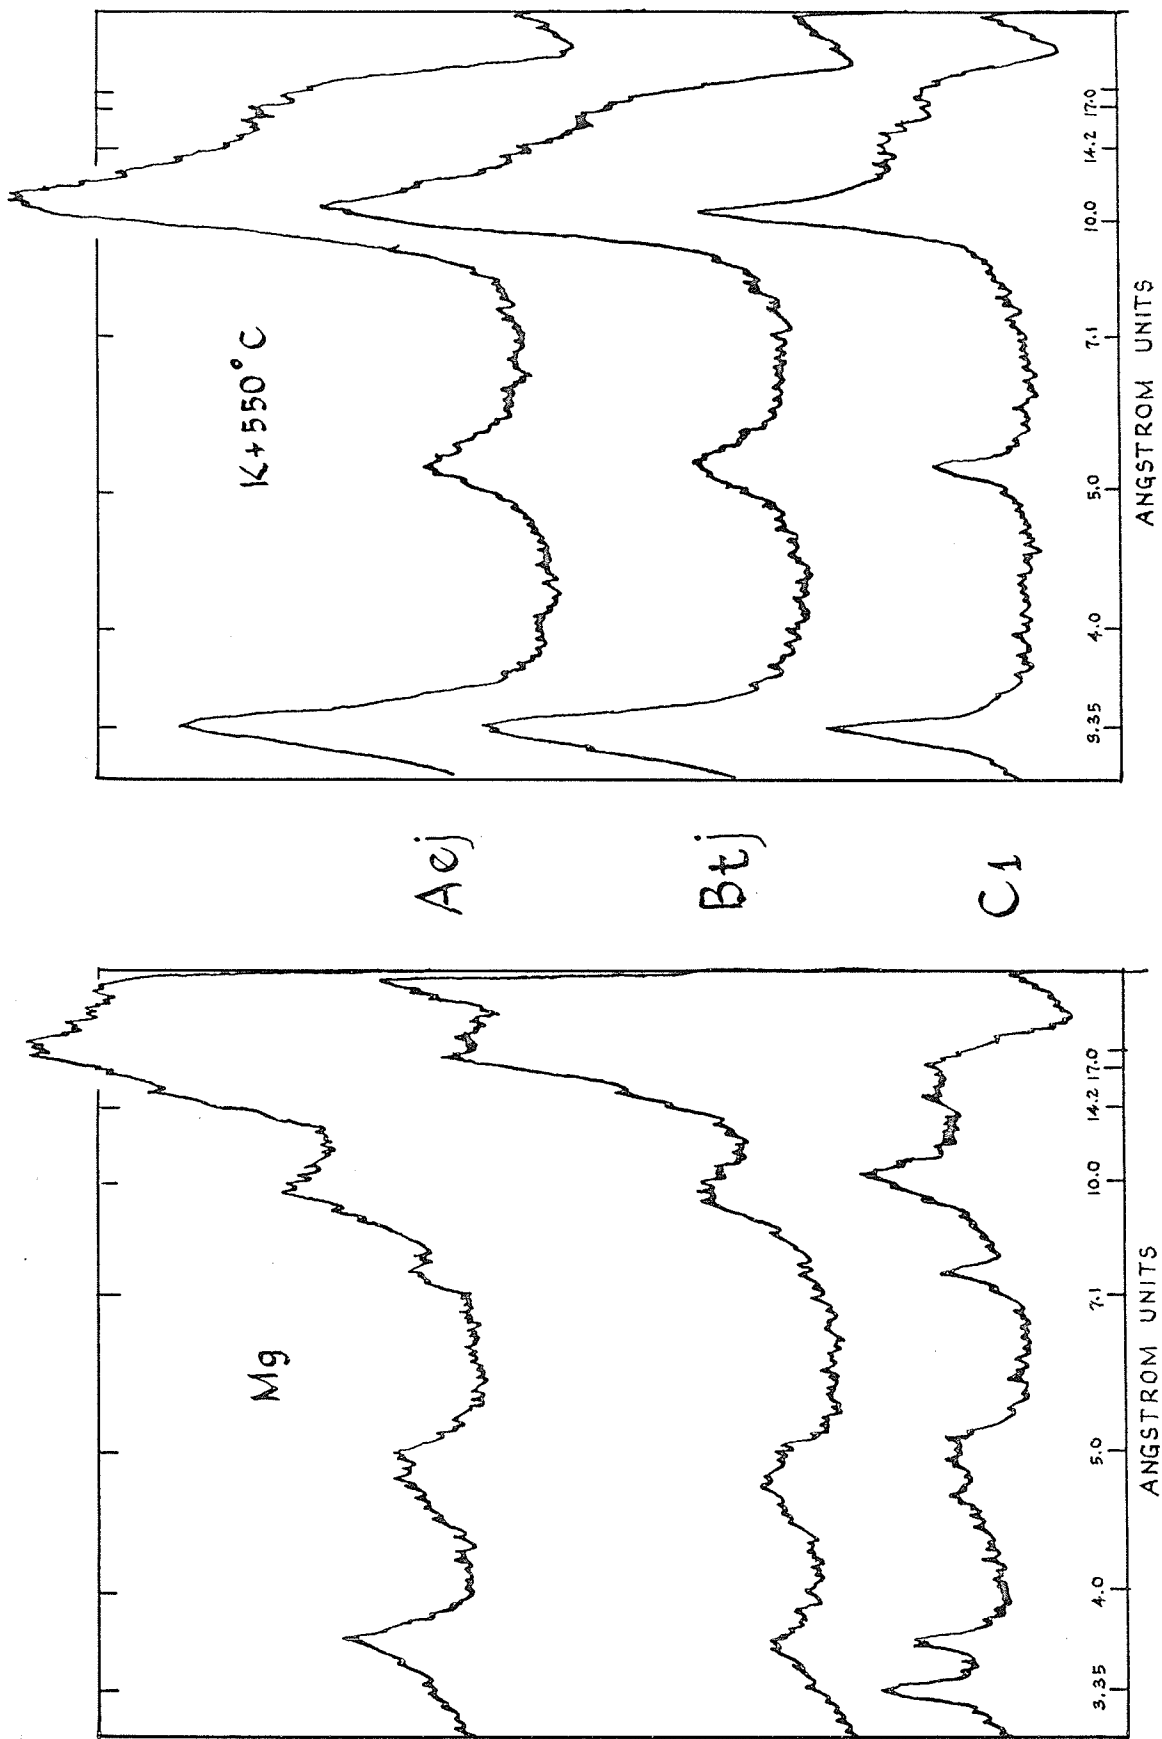 Mg
K+550°C
Aej
Btj
C1
3.35 4.0 5.0 7.1 10.0 14.2 17.0
ANGSTROM UNITS
3.35 4.0 5.0 7.1 10.0 14.2 17.0
ANGSTROM UNITS